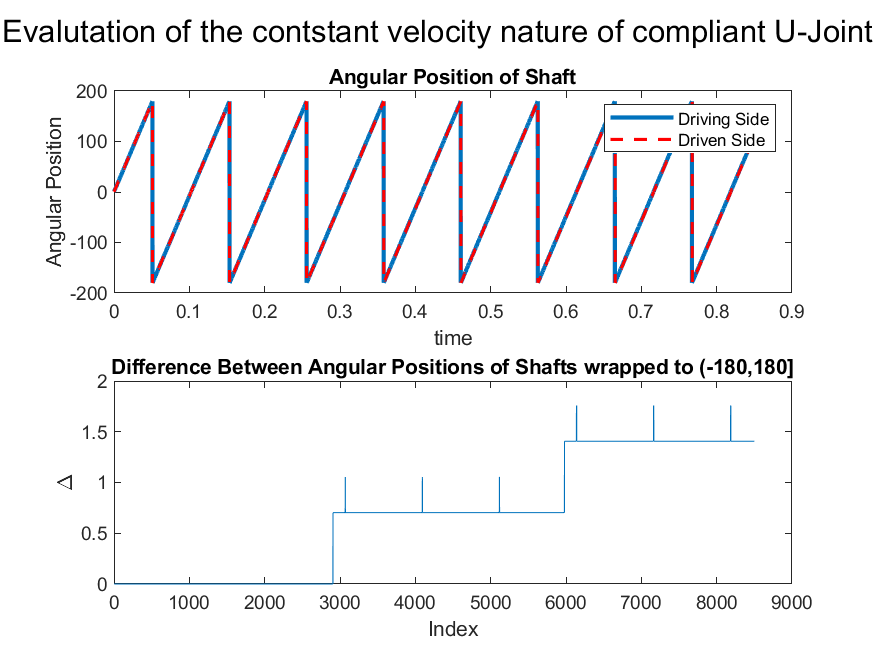 Evalutation of the contstant velocity nature of compliant U-Joint
Angular Position of Shaft
200
100
0
-100
-200
Angular Position
Driving Side
Driven Side
0 0.1 0.2 0.3 0.4 0.5 0.6 0.7 0.8 0.9
time
Difference Between Angular Positions of Shafts wrapped to (-180,180]
2
1.5
1
0.5
0
Δ
0 1000 2000 3000 4000 5000 6000 7000 8000 9000
Index